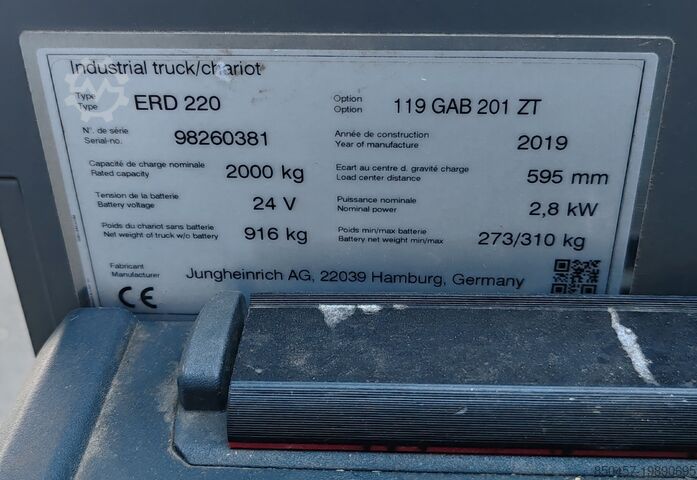 Industrial truck/chariot
Type
Type
ERD 220
Option
Option
119 GAB 201 ZT
N°. de série
Serial-no.
98260381
Année de construction
Year of manufacture
2019
Capacité de charge nominale
Rated capacity
2000 kg
Ecart au centre d. gravité charge
Load center distance
595 mm
Tension de la batterie
Battery voltage
24 V
Puissance nominale
Nominal power
2,8 kW
Poids du chariot sans batterie
Net weight of truck w/o battery
916 kg
Poids min/max batterie
Battery net weight min/max
273/310 kg
Fabricant
Manufacturer
Jungheinrich AG, 22039 Hamburg, Germany
CE
850457-19890695